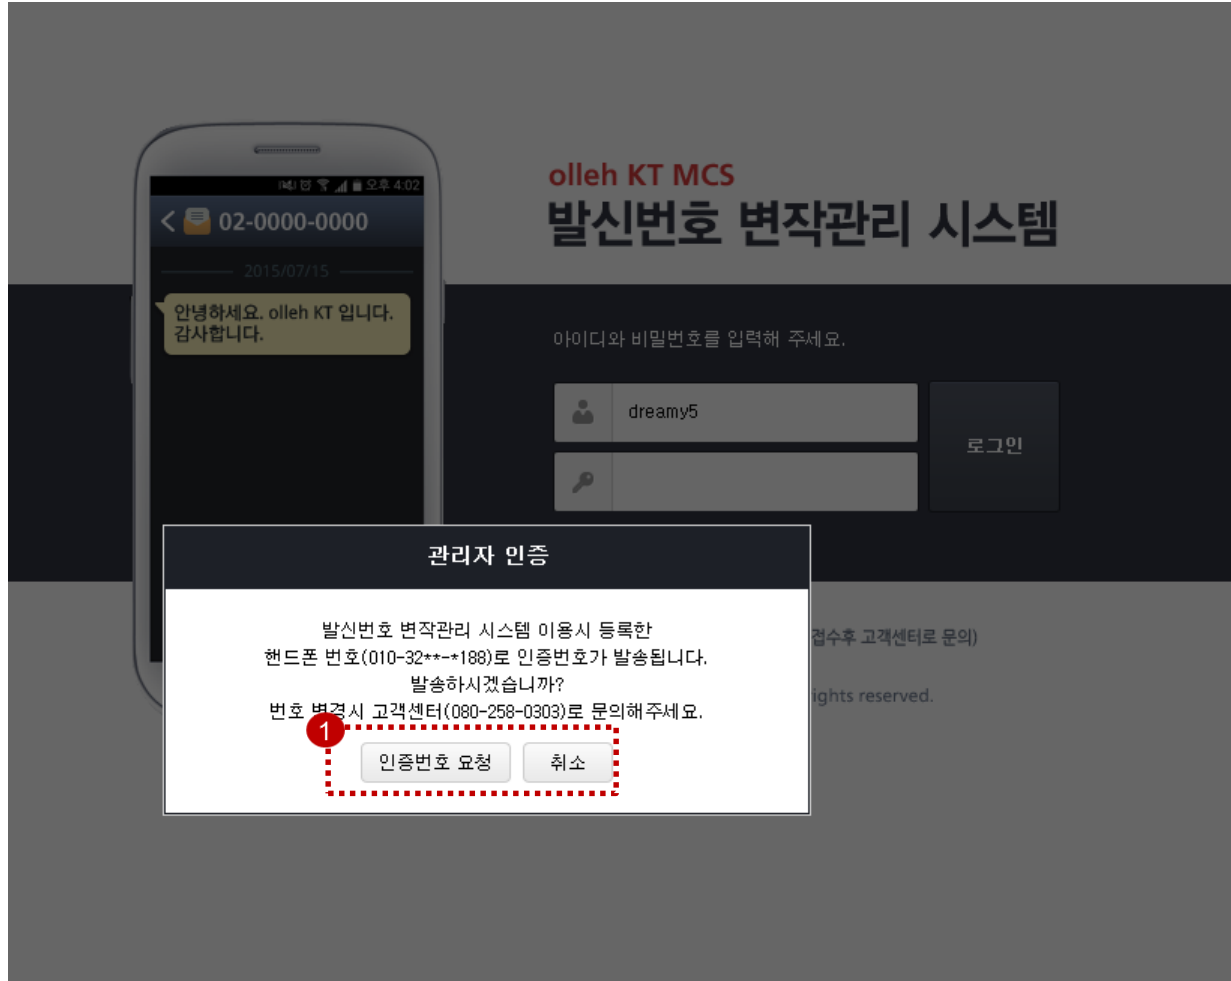 olleh KT MCS
발신번호 변작관리 시스템
오후 4:02
02-0000-0000
2015/07/15
안녕하세요. olleh KT 입니다.
감사합니다.
아이디와 비밀번호를 입력해 주세요.
dreamy5
로그인
관리자 인증
발신번호 변작관리 시스템 이용시 등록한
핸드폰 번호(010-32**-*188)로 인증번호가 발송됩니다.
발송하시겠습니까?
번호 변경시 고객센터(080-258-0303)로 문의해주세요.
1
인증번호 요청
취소
접수후 고객센터로 문의)
ights reserved.